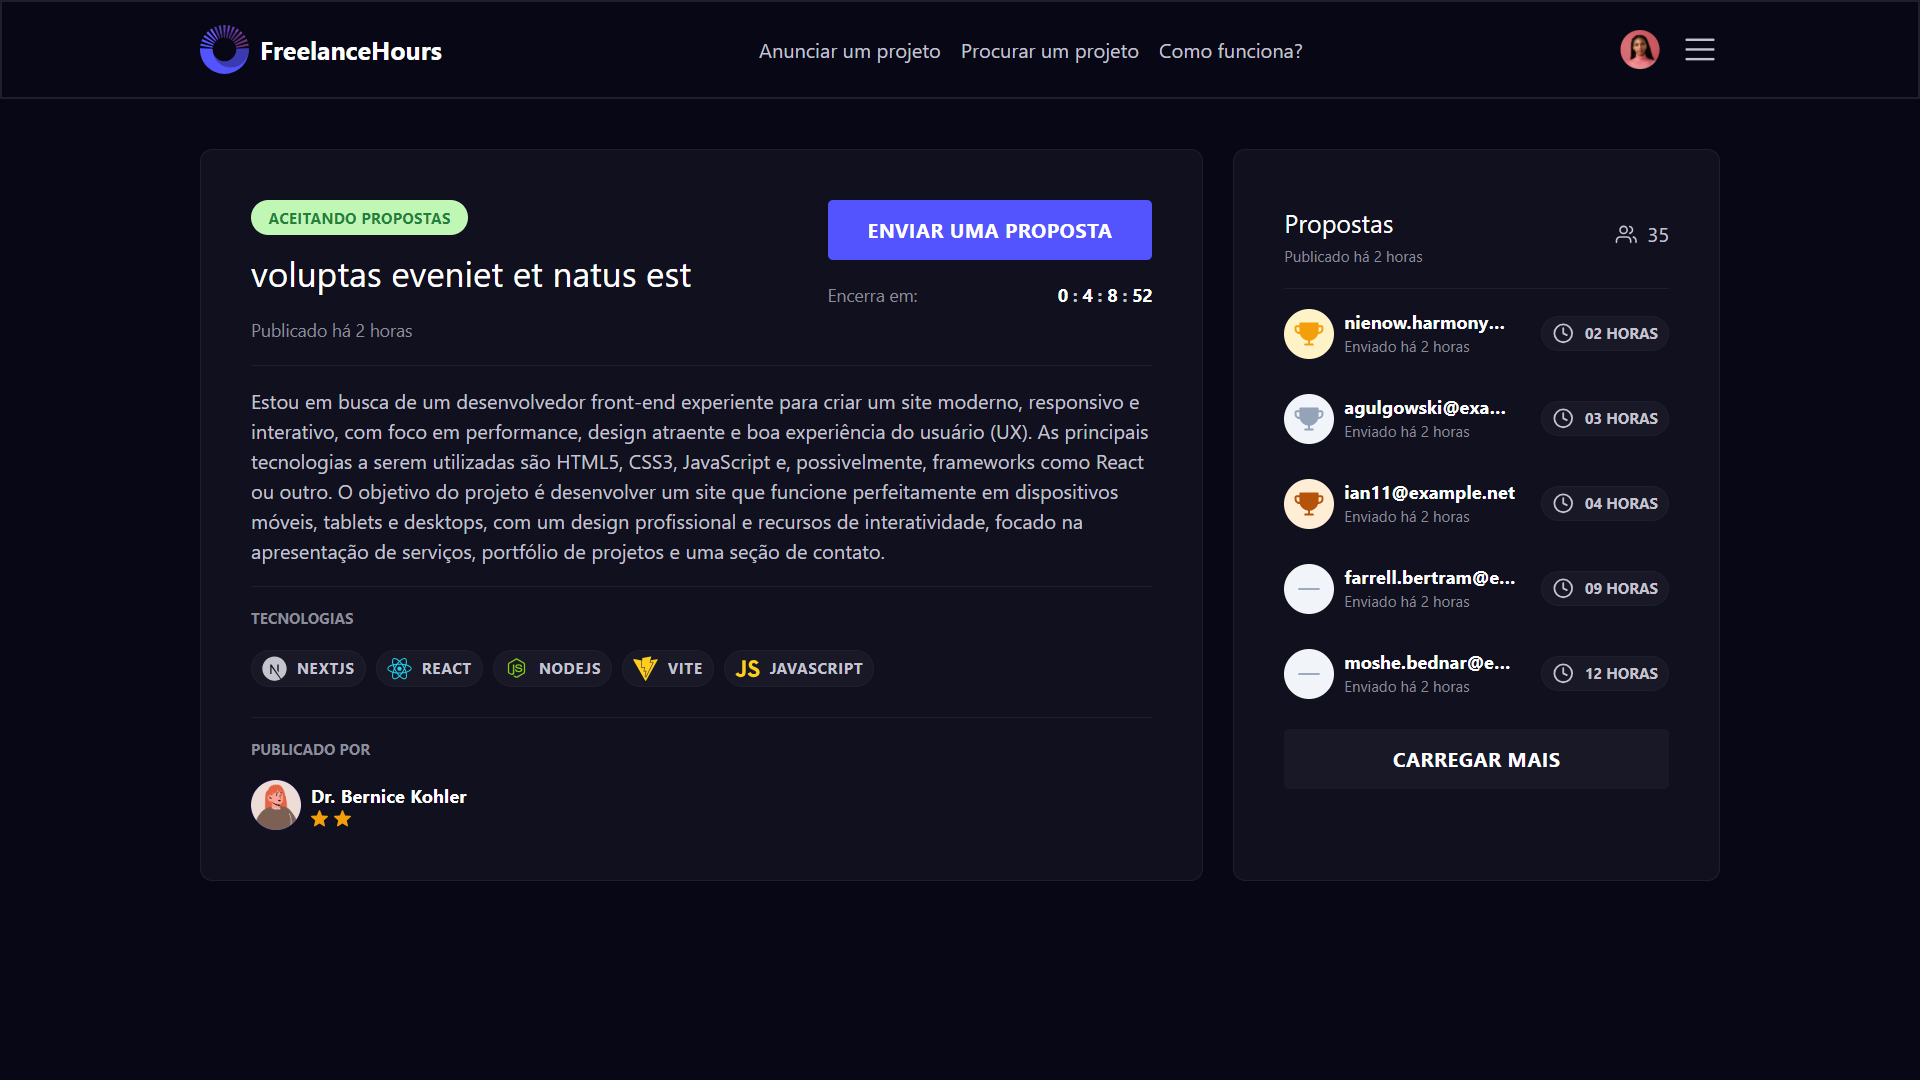 FreelanceHours
Anunciar um projeto
Procurar um projeto
Como funciona?
ACEITANDO PROPOSTAS
voluptas eveniet et natus est
Publicado há 2 horas
ENVIAR UMA PROPOSTA
Encerra em:
0 : 4 : 8 : 52
Estou em busca de um desenvolvedor front-end experiente para criar um site moderno, responsivo e
interativo, com foco em performance, design atraente e boa experiência do usuário (UX). As principais
tecnologias a serem utilizadas são HTML5, CSS3, JavaScript e, possivelmente, frameworks como React
ou outro. O objetivo do projeto é desenvolver um site que funcione perfeitamente em dispositivos
móveis, tablets e desktops, com um design profissional e recursos de interatividade, focado na
apresentação de serviços, portfólio de projetos e uma seção de contato.
TECNOLOGIAS
N NEXTJS
REACT
JS NODEJS
VITE
JS JAVASCRIPT
PUBLICADO POR
Dr. Bernice Kohler
Propostas
35
Publicado há 2 horas
nienow.harmony...
Enviado há 2 horas
02 HORAS
agulgowski@exa...
Enviado há 2 horas
03 HORAS
ian11@example.net
Enviado há 2 horas
04 HORAS
farrell.bertram@e...
Enviado há 2 horas
09 HORAS
moshe.bednar@e...
Enviado há 2 horas
12 HORAS
CARREGAR MAIS